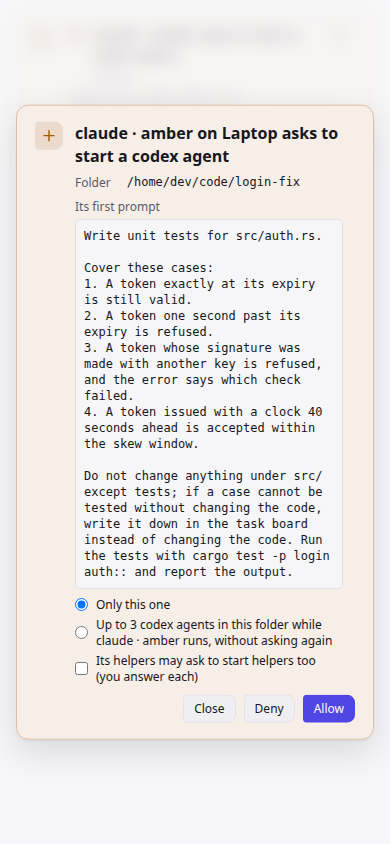 claude · amber on Laptop asks to
start a codex agent
Folder /home/dev/code/login-fix
Its first prompt
Write unit tests for src/auth.rs.
Cover these cases:
1. A token exactly at its expiry
is still valid.
2. A token one second past its
expiry is refused.
3. A token whose signature was
made with another key is refused,
and the error says which check
failed.
4. A token issued with a clock 40
seconds ahead is accepted within
the skew window.
Do not change anything under src/
except tests; if a case cannot be
tested without changing the code,
write it down in the task board
instead of changing the code. Run
the tests with cargo test -p login
auth:: and report the output.
Only this one
Up to 3 codex agents in this folder while
claude · amber runs, without asking again
Its helpers may ask to start helpers too
(you answer each)
Close Deny Allow